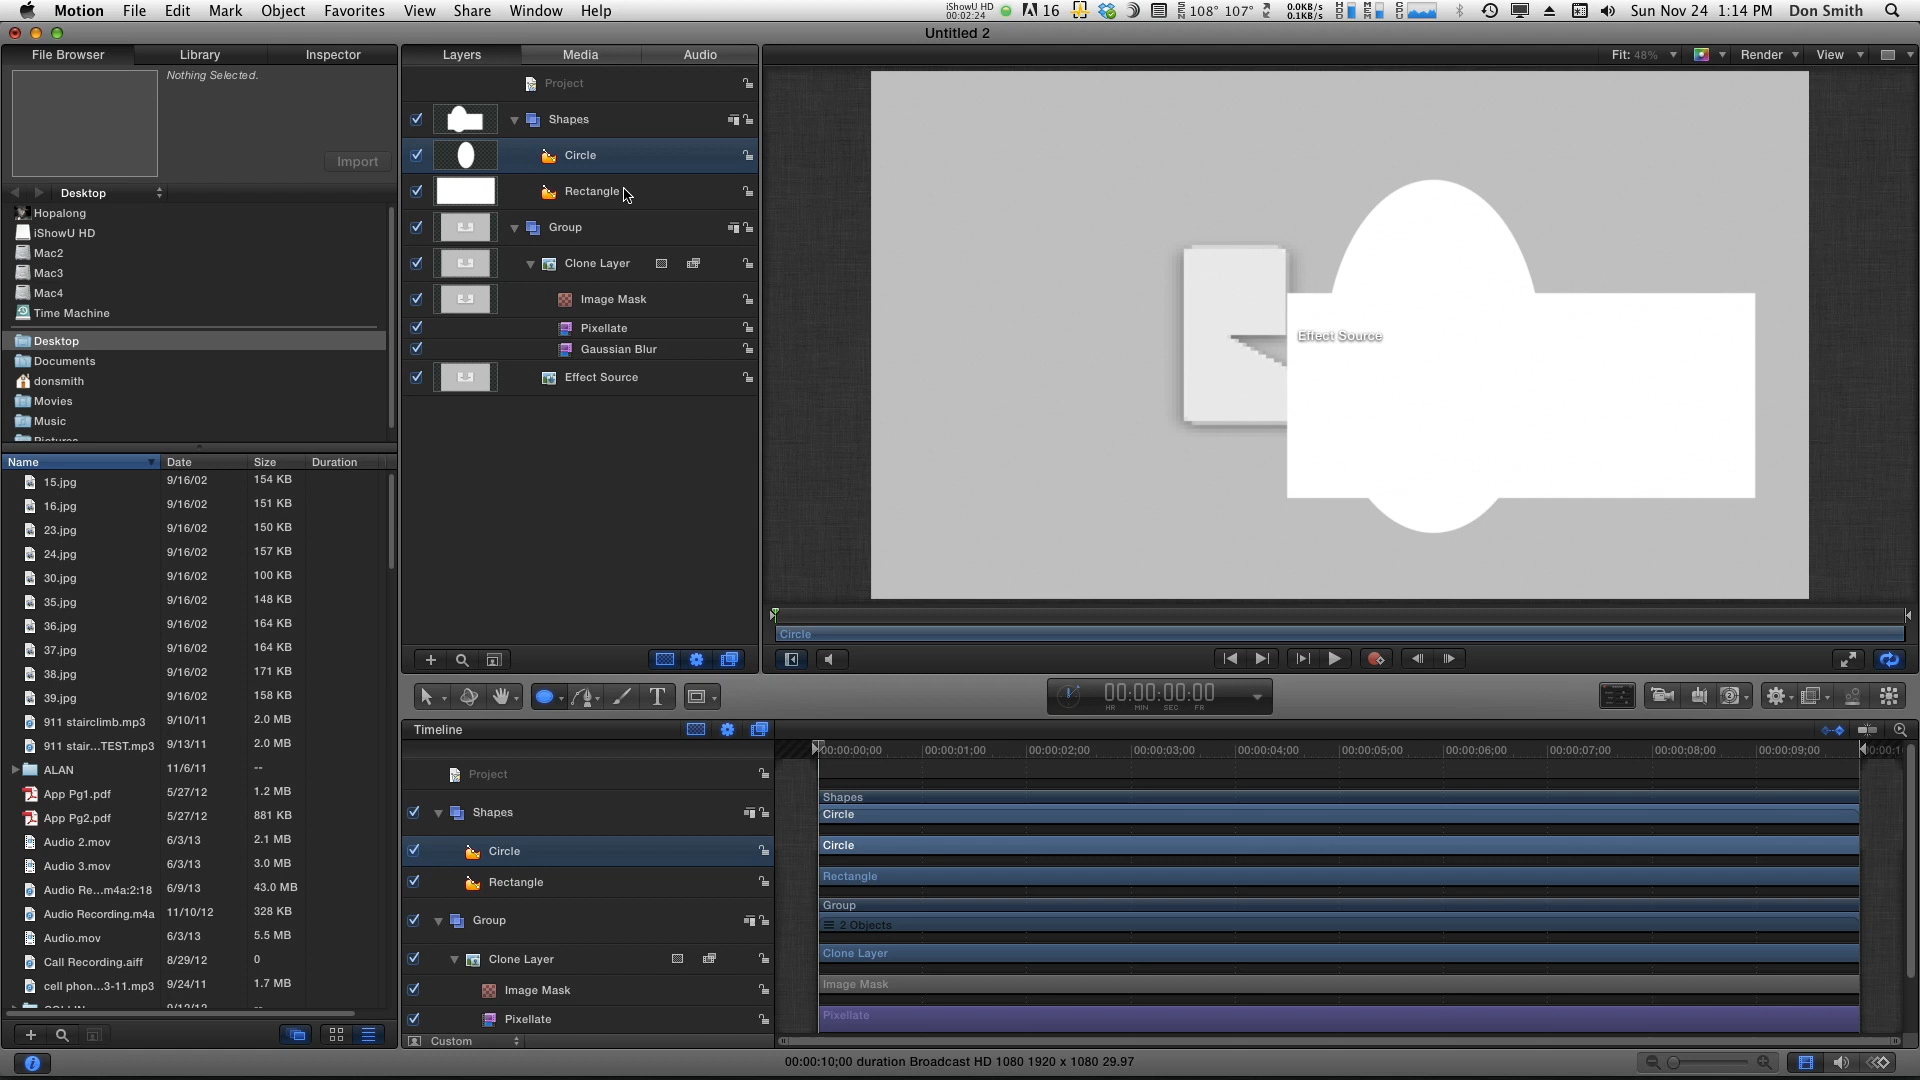 Motion File Edit Mark Object Favorites View Share Window Help
iShowU HD
00:02:24
16
108° 107°
0.0KB/s
0.1KB/s
Sun Nov 24 1:14 PM Don Smith
Untitled 2
File Browser Library Inspector
Nothing Selected.
Import
Desktop
Hopalong
iShowU HD
Mac2
Mac3
Mac4
Time Machine
Desktop
Documents
donsmith
Movies
Music
Name Date Size Duration
15.jpg 9/16/02 154 KB
16.jpg 9/16/02 151 KB
23.jpg 9/16/02 150 KB
24.jpg 9/16/02 157 KB
30.jpg 9/16/02 100 KB
35.jpg 9/16/02 148 KB
36.jpg 9/16/02 164 KB
37.jpg 9/16/02 164 KB
38.jpg 9/16/02 171 KB
39.jpg 9/16/02 158 KB
911 stairclimb.mp3 9/10/11 2.0 MB
911 stair...TEST.mp3 9/13/11 2.0 MB
ALAN 11/6/11 --
App Pg1.pdf 5/27/12 1.2 MB
App Pg2.pdf 5/27/12 881 KB
Audio 2.mov 6/3/13 2.1 MB
Audio 3.mov 6/3/13 3.0 MB
Audio Re...m4a:2:18 6/9/13 43.0 MB
Audio Recording.m4a 11/10/12 328 KB
Audio.mov 6/3/13 5.5 MB
Call Recording.aiff 8/29/12 0
cell phon...3-11.mp3 9/24/11 1.7 MB
Layers Media Audio
Project
Shapes
Circle
Rectangle
Group
Clone Layer
Image Mask
Pixellate
Gaussian Blur
Effect Source
Fit: 48% Render View
Effect Source
Circle
T
00:00:00:00
HR MIN SEC FR
Timeline
Project
Shapes
Circle
Rectangle
Group
Clone Layer
Image Mask
Pixellate
Custom
00:00:00;00 00:00:01;00 00:00:02;00 00:00:03;00 00:00:04;00 00:00:05;00 00:00:06;00 00:00:07;00 00:00:08;00 00:00:09;00
Shapes
Circle
Circle
Rectangle
Group
2 Objects
Clone Layer
Image Mask
Pixellate
00:00:10;00 duration Broadcast HD 1080 1920 x 1080 29.97